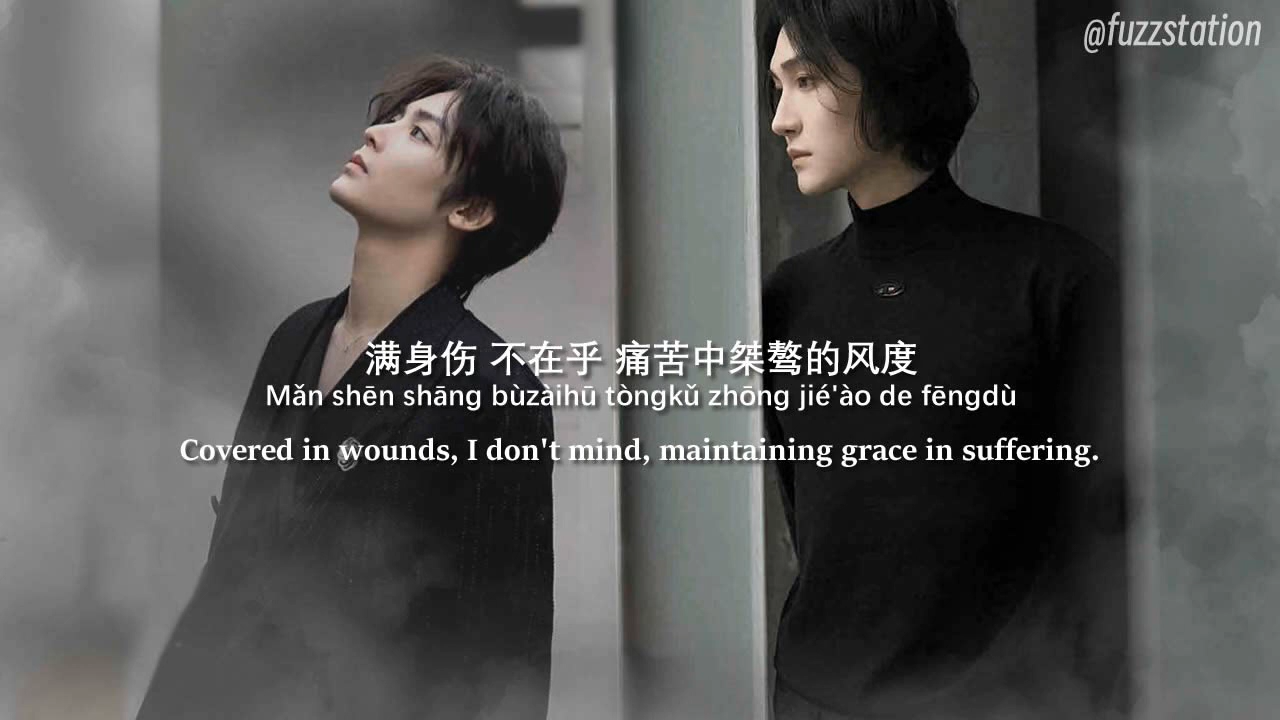 @fuzzstation
满身伤 不在乎 痛苦中桀骜的风度
Mǎn shēn shāng bùzàihū tòngkǔ zhōng jié'ào de fēngdù
Covered in wounds, I don't mind, maintaining grace in suffering.